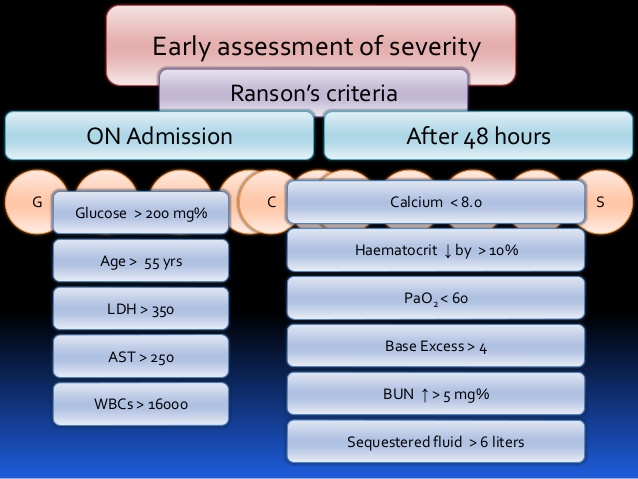 Early assessment of severity
Ranson's criteria
ON Admission
After 48 hours
G
C
S
Glucose > 200 mg%
Age > 55 yrs
LDH > 350
AST > 250
WBCs > 16000
Calcium < 8.0
Haematocrit ↓ by > 10%
PaO₂ < 60
Base Excess > 4
BUN ↑ > 5 mg%
Sequestered fluid > 6 liters